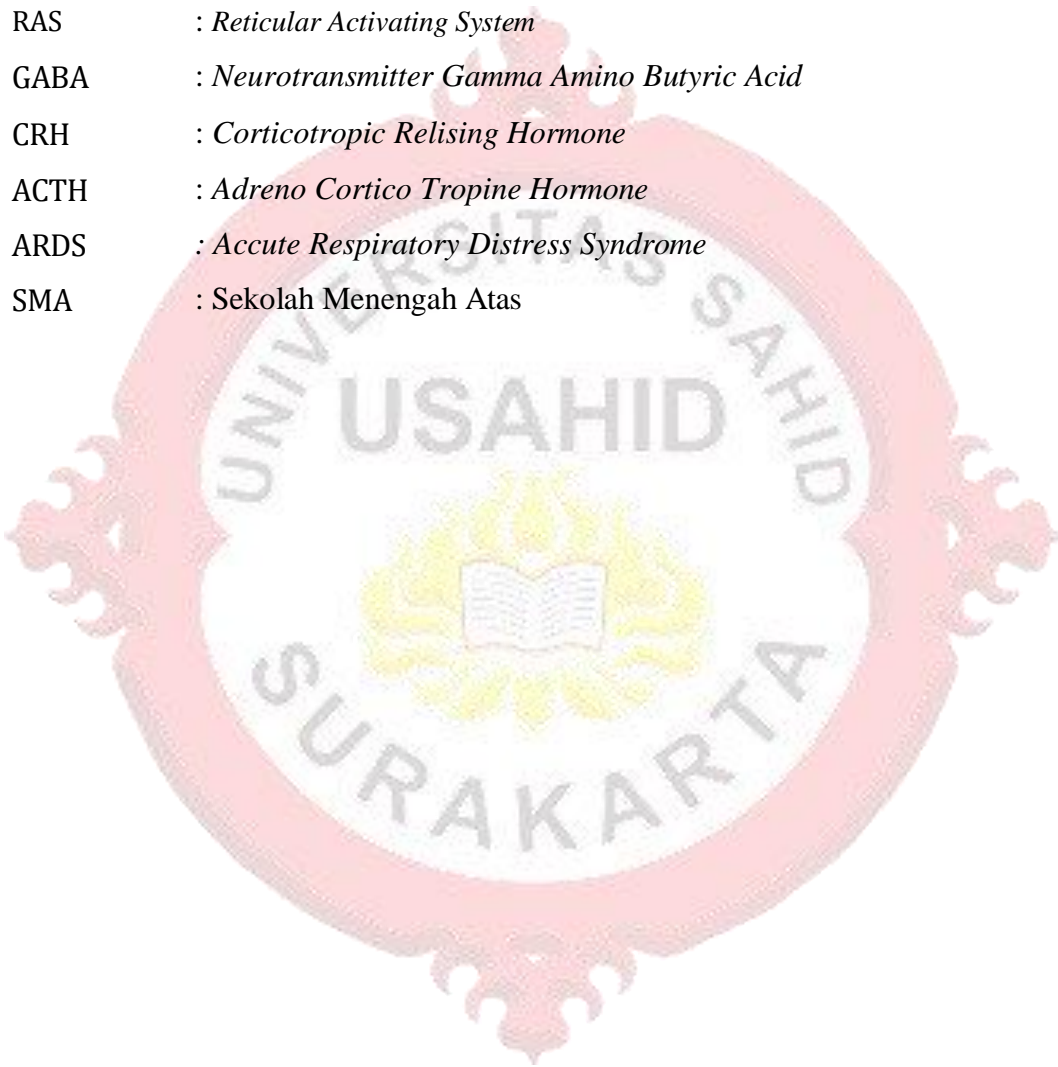 RAS : Reticular Activating System
GABA : Neurotransmitter Gamma Amino Butyric Acid
CRH : Corticotropic Relising Hormone
ACTH : Adreno Cortico Tropine Hormone
ARDS : Accute Respiratory Distress Syndrome
SMA : Sekolah Menengah Atas
UNIVERSITAS SAHID
USAHID
SURAKARTA